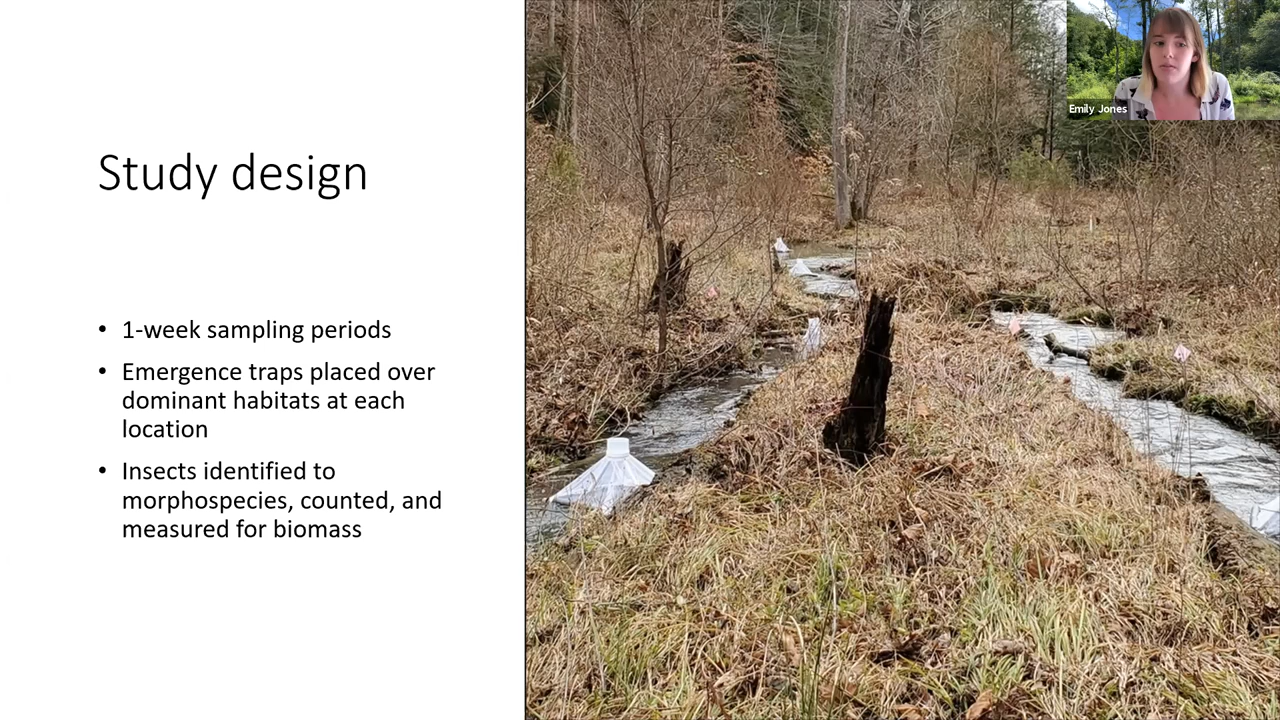 Study design
• 1-week sampling periods
• Emergence traps placed over
dominant habitats at each
location
• Insects identified to
morphospecies, counted, and
measured for biomass
Emily Jones